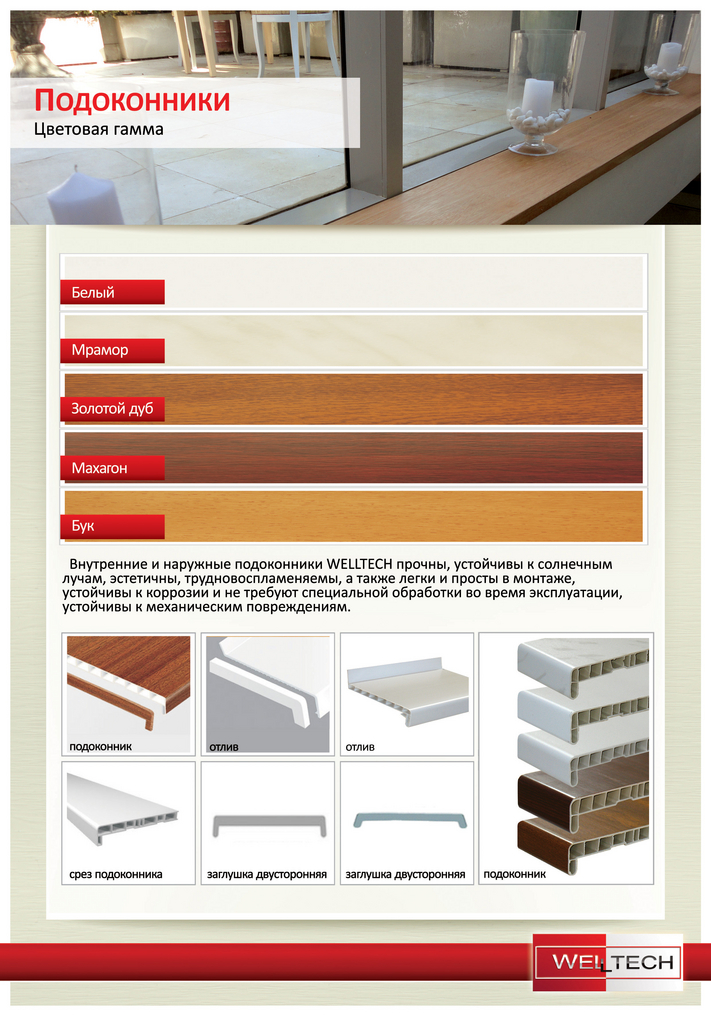 Подоконники
Цветовая гамма
Белый
Мрамор
Золотой дуб
Махагон
Бук
Внутренние и наружные подоконники WELLTECH прочны, устойчивы к солнечным
лучам, эстетичны, трудновоспламеняемы, а также легки и просты в монтаже,
устойчивы к коррозии и не требуют специальной обработки во время эксплуатации,
устойчивы к механическим повреждениям.
подоконник
отлив
отлив
срез подоконника
заглушка двусторонняя
заглушка двусторонняя
подоконник
WELLTECH